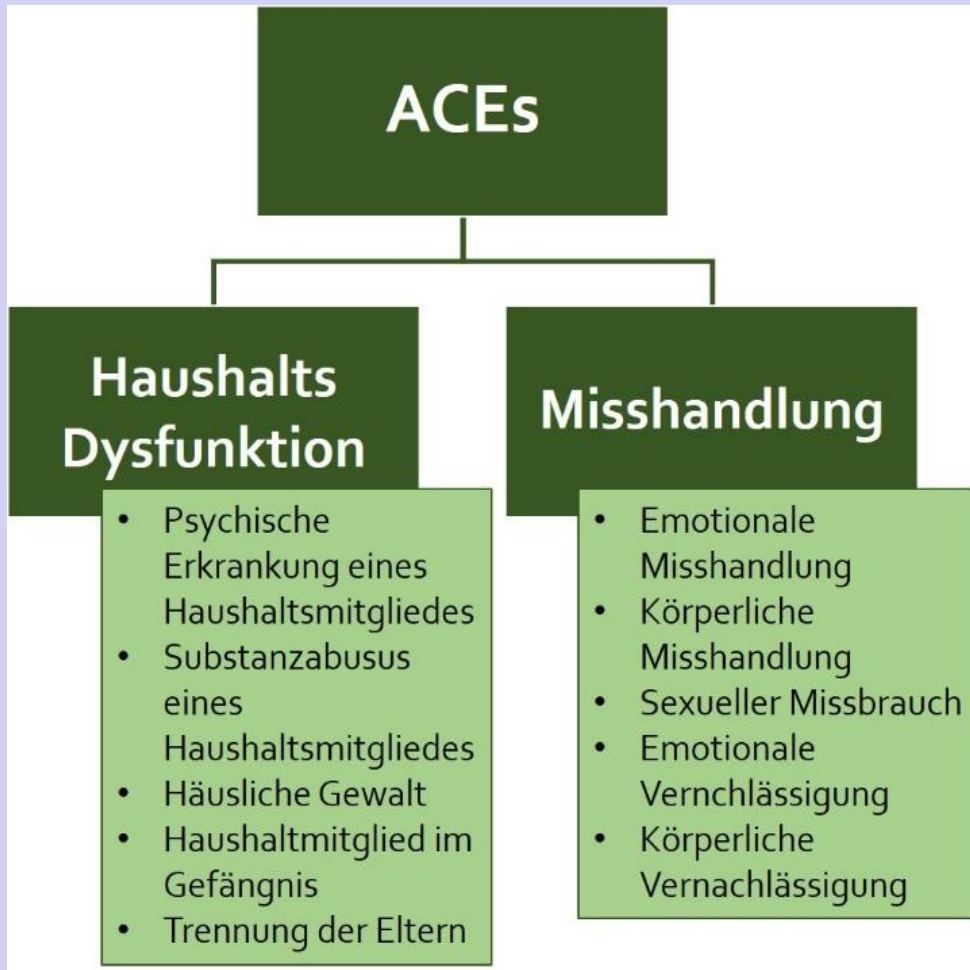 ACEs
Haushalts
Dysfunktion
• Psychische
Erkrankung eines
Haushaltsmitgliedes
• Substanzabusus
eines
Haushaltsmitgliedes
• Häusliche Gewalt
• Haushaltmitglied im
Gefängnis
• Trennung der Eltern
Misshandlung
• Emotionale
Misshandlung
• Körperliche
Misshandlung
• Sexueller Missbrauch
• Emotionale
Vernchlässigung
• Körperliche
Vernachlässigung